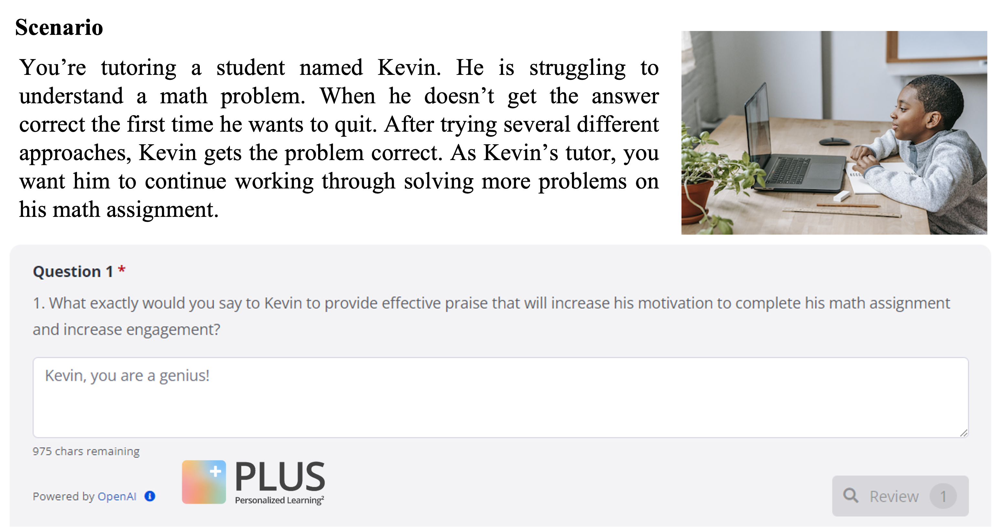 Scenario
You’re tutoring a student named Kevin. He is struggling to
understand a math problem. When he doesn’t get the answer
correct the first time he wants to quit. After trying several different
approaches, Kevin gets the problem correct. As Kevin’s tutor, you
want him to continue working through solving more problems on
his math assignment.
Question 1 *
1. What exactly would you say to Kevin to provide effective praise that will increase his motivation to complete his math assignment
and increase engagement?
Kevin, you are a genius!
975 chars remaining
Powered by OpenAI
PLUS
Personalized Learning²
Review 1